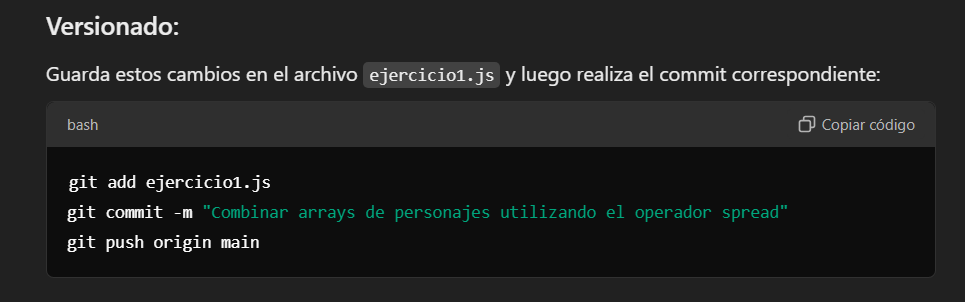 Versionado:
Guarda estos cambios en el archivo ejercicio1.js y luego realiza el commit correspondiente:
bash Copiar código
git add ejercicio1.js
git commit -m "Combinar arrays de personajes utilizando el operador spread"
git push origin main